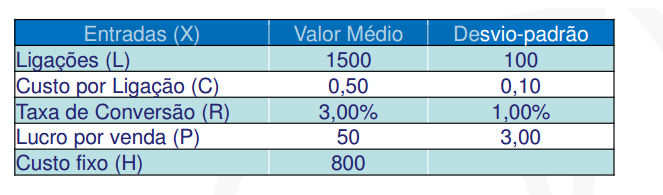 Entradas (X) Valor Médio Desvio-padrão
Ligações (L) 1500 100
Custo por Ligação (C) 0,50 0,10
Taxa de Conversão (R) 3,00% 1,00%
Lucro por venda (P) 50 3,00
Custo fixo (H) 800